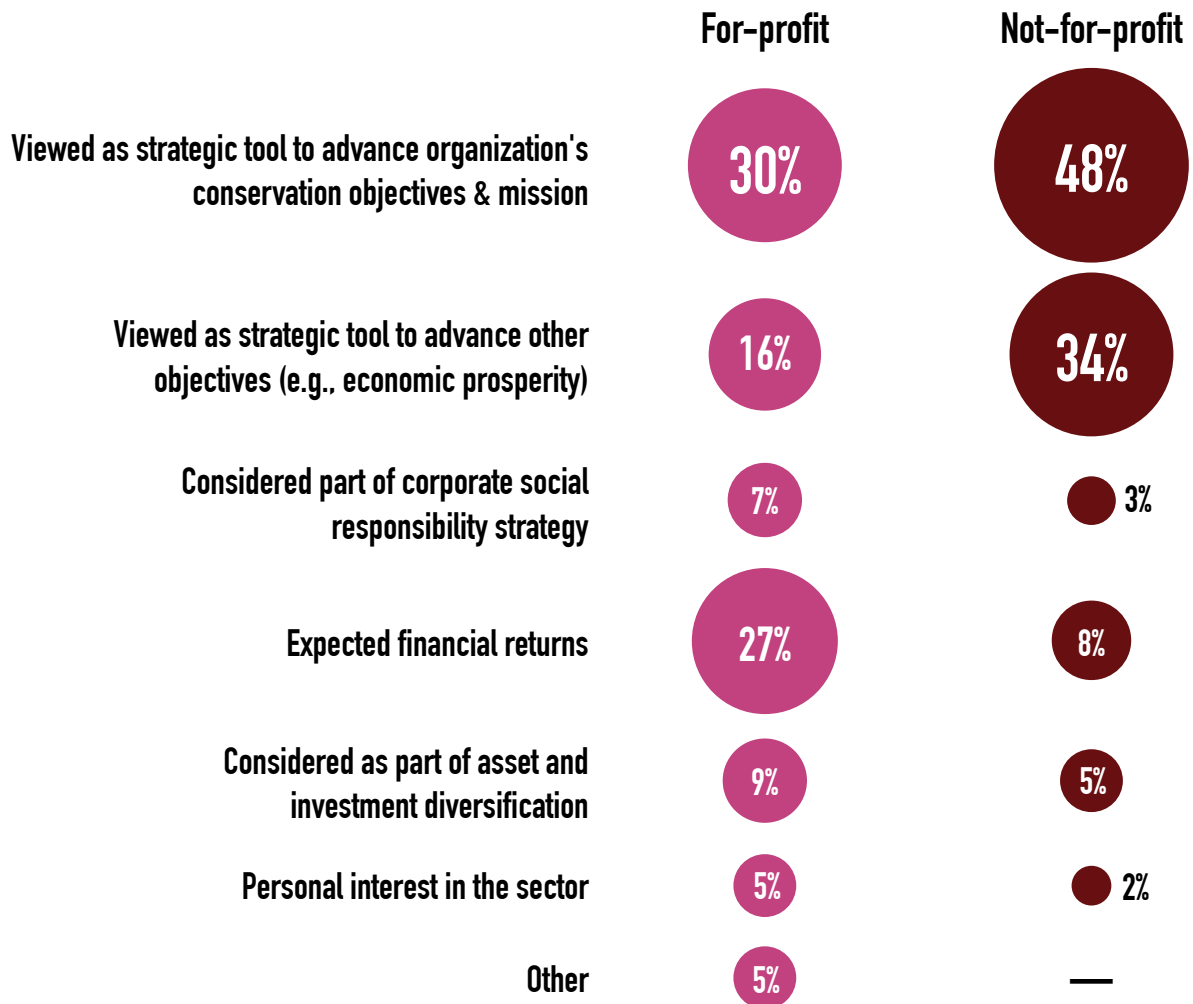 For-profit Not-for-profit
Viewed as strategic tool to advance organization's
conservation objectives & mission
30% 48%
Viewed as strategic tool to advance other
objectives (e.g., economic prosperity)
16% 34%
Considered part of corporate social
responsibility strategy
7% 3%
Expected financial returns 27% 8%
Considered as part of asset and
investment diversification
9% 5%
Personal interest in the sector 5% 2%
Other 5% —